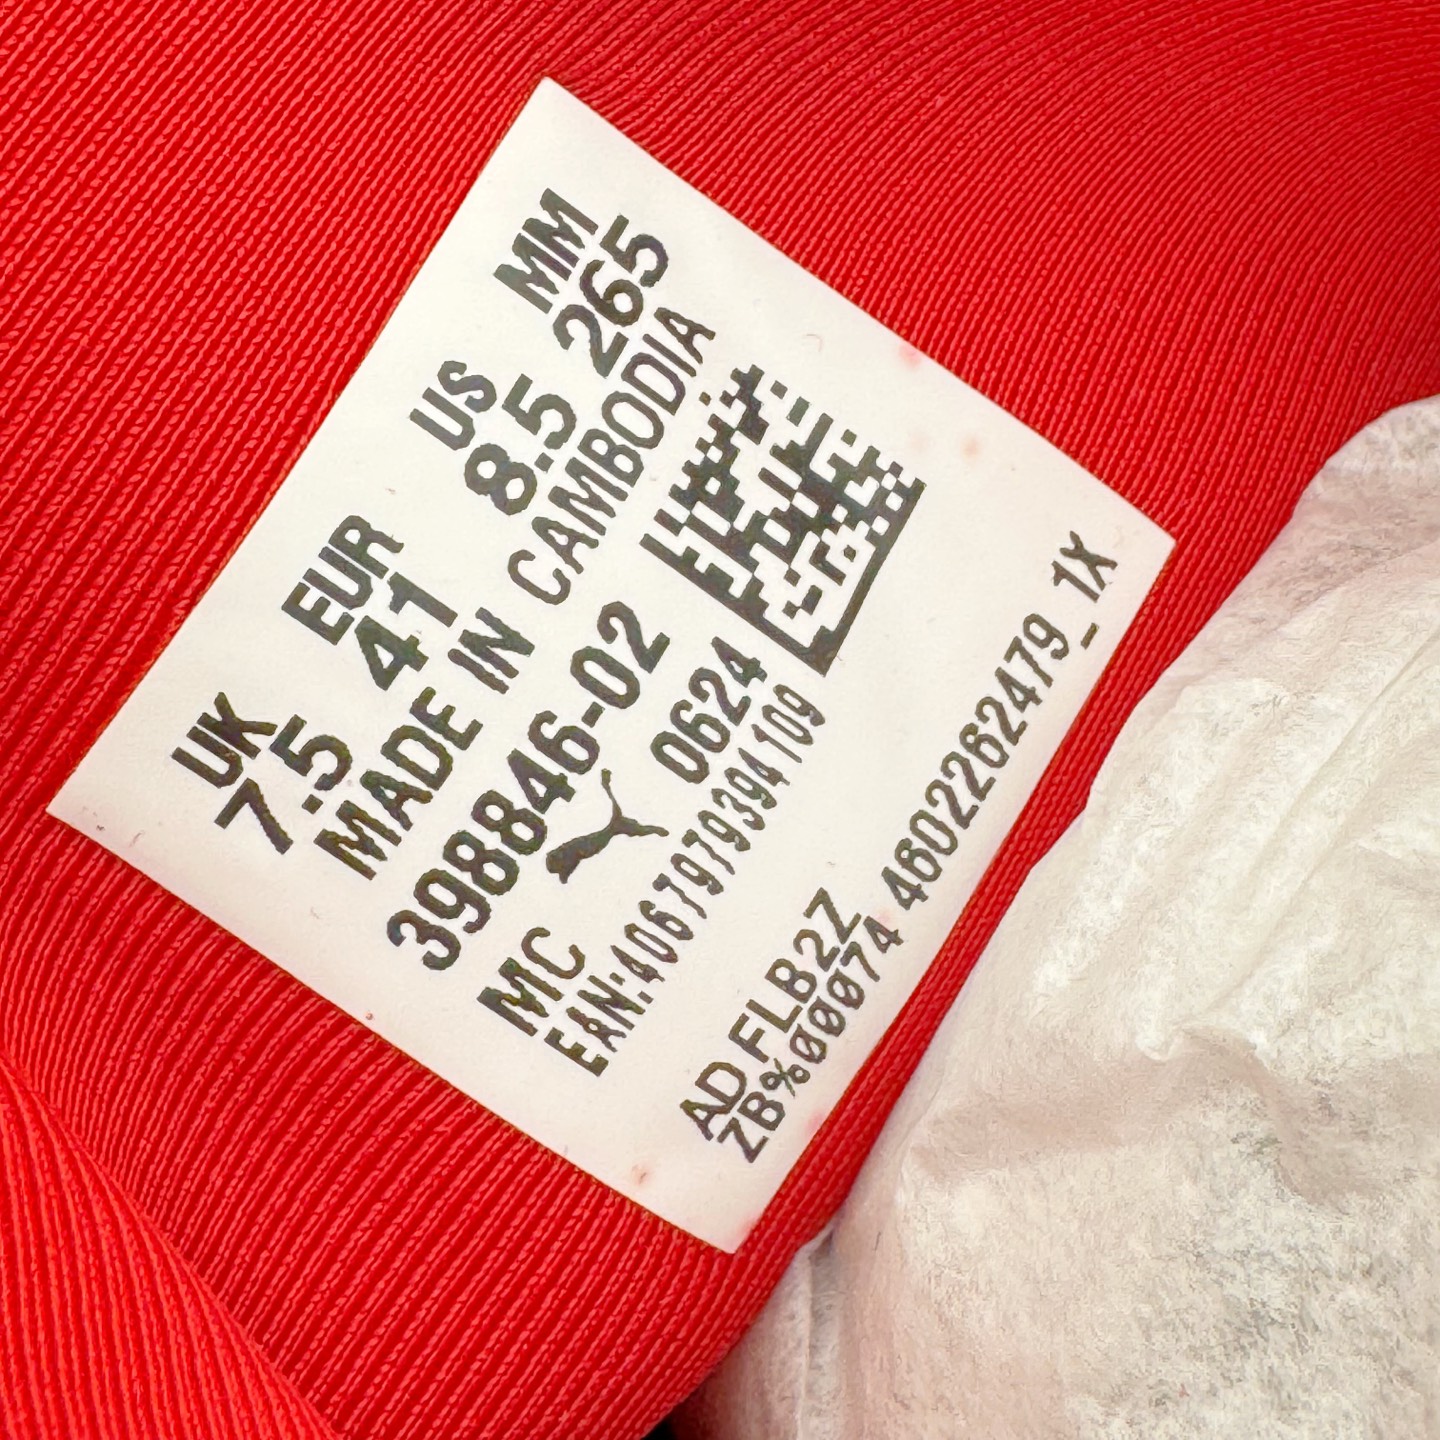 UK EUR US MM
7.5 41 8.5 265
MADE IN CAMBODIA
398846-02
MC 0624
EAN:4067979394109
AD FLB2Z
ZB%00074 4602262479_1X